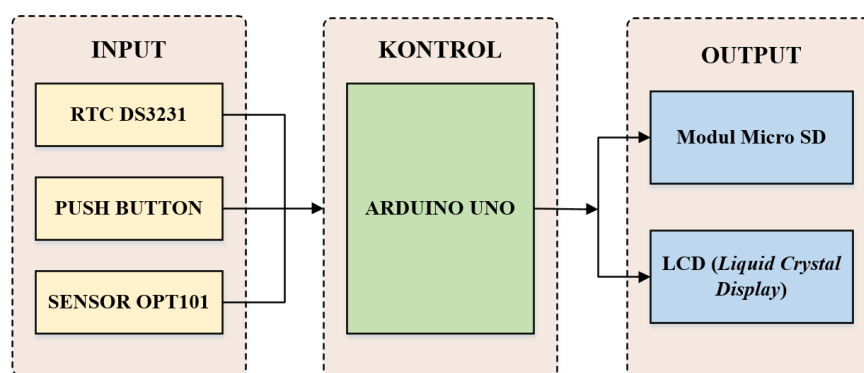 INPUT
RTC DS3231
PUSH BUTTON
SENSOR OPT101
KONTROL
ARDUINO UNO
OUTPUT
Modul Micro SD
LCD (Liquid Crystal
Display)